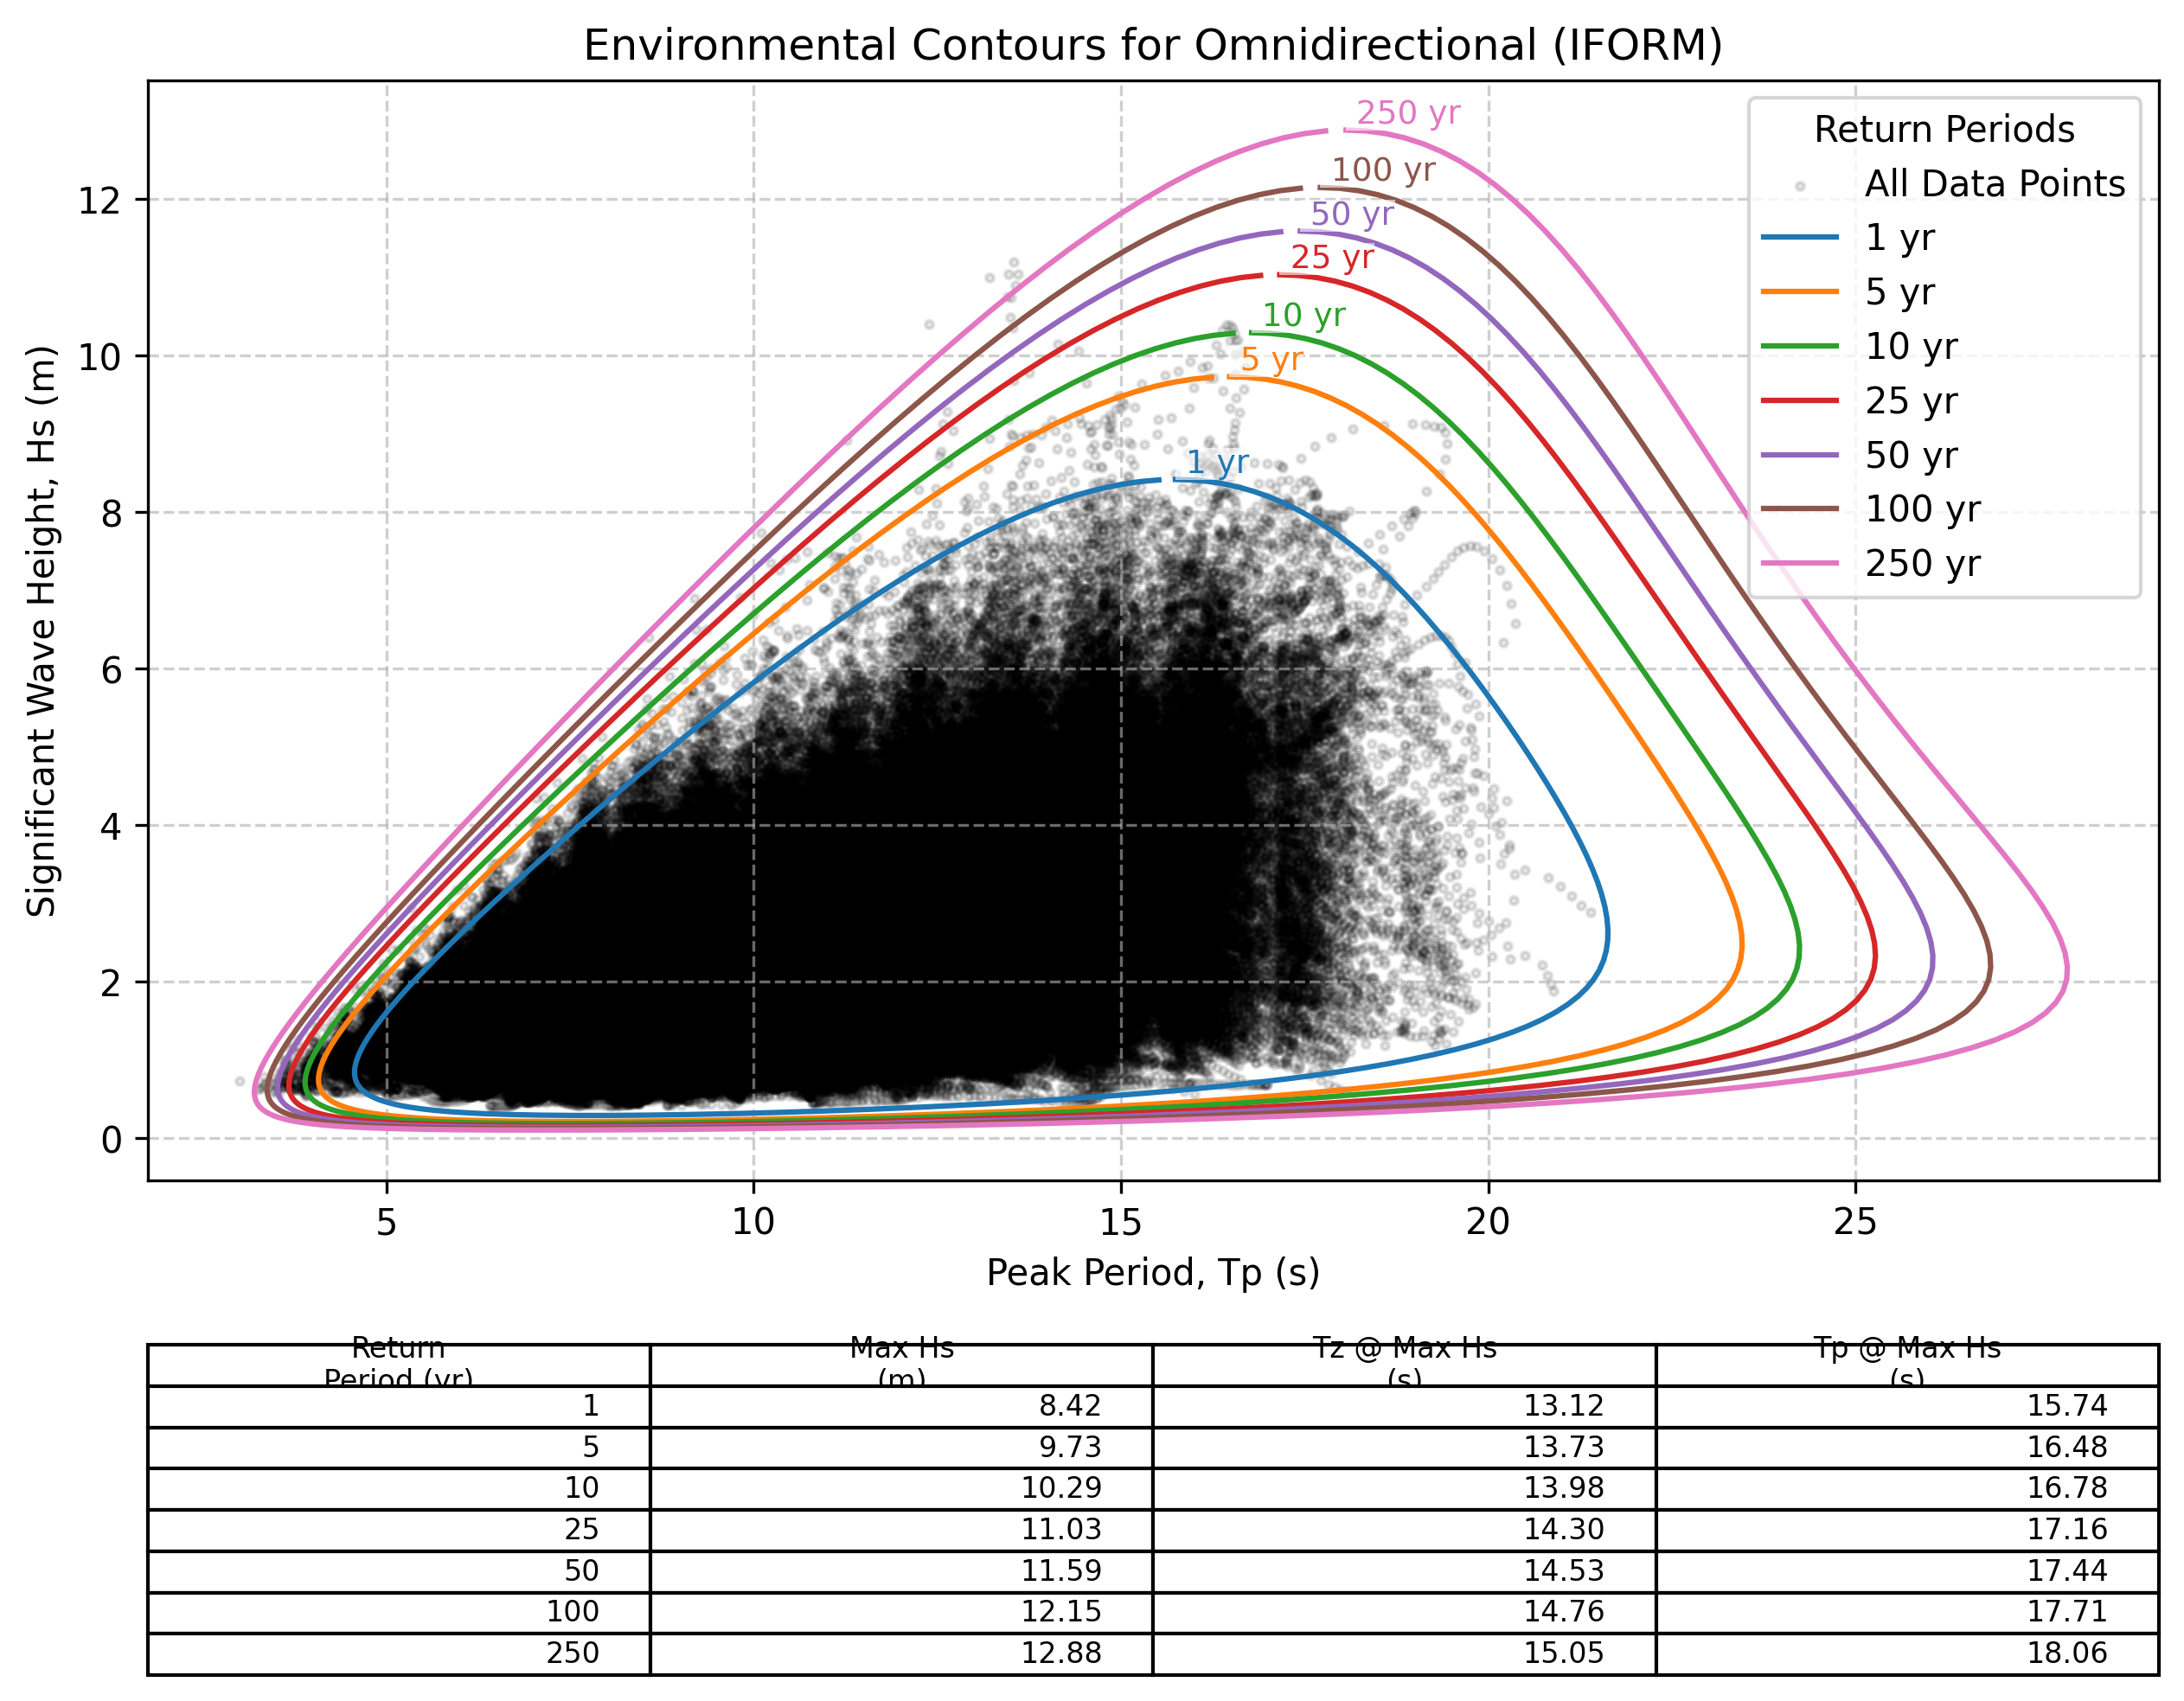 Environmental Contours for Omnidirectional (IFORM)
250 yr
100 yr
50 yr
25 yr
10 yr
5 yr
1 yr
Return Periods
All Data Points
1 yr
5 yr
10 yr
25 yr
50 yr
100 yr
250 yr
Significant Wave Height, Hs (m)
12
10
8
6
4
2
0
5 10 15 20 25
Peak Period, Tp (s)
Return Period (yr) Max Hs (m) Tz @ Max Hs (s) Tp @ Max Hs (s)
1 8.42 13.12 15.74
5 9.73 13.73 16.48
10 10.29 13.98 16.78
25 11.03 14.30 17.16
50 11.59 14.53 17.44
100 12.15 14.76 17.71
250 12.88 15.05 18.06